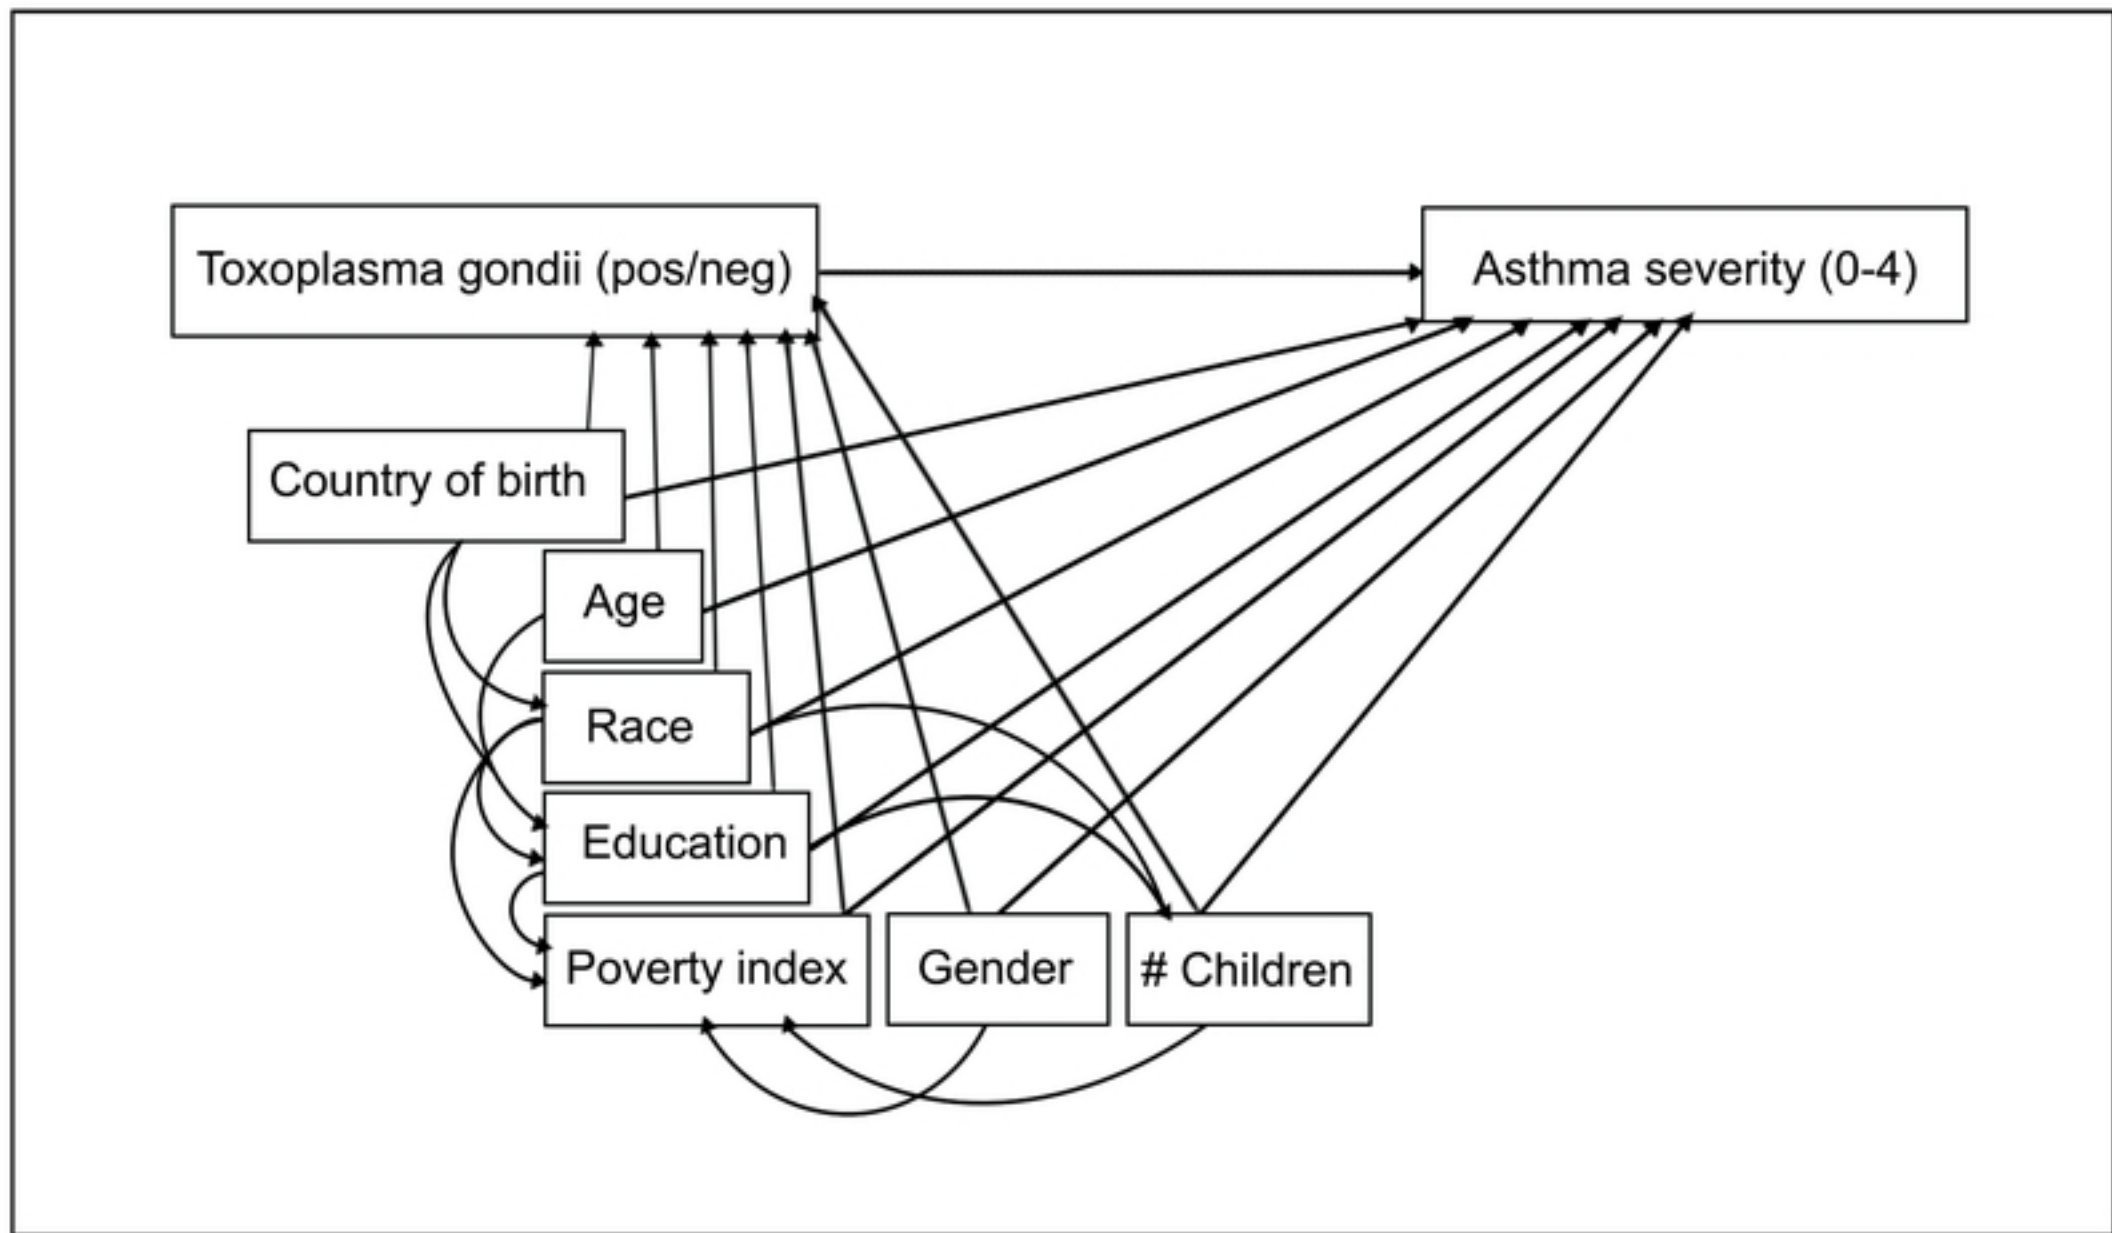 Toxoplasma gondii (pos/neg)
Asthma severity (0-4)
Country of birth
Age
Race
Education
Poverty index
Gender
# Children